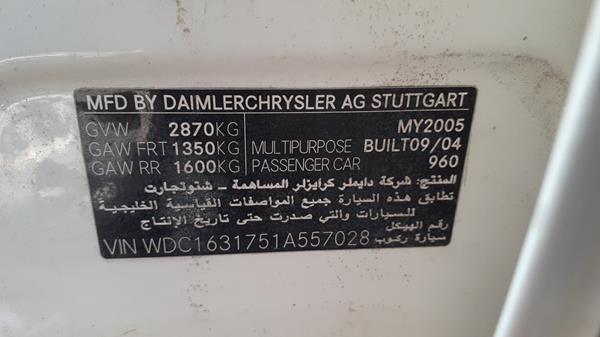 MFD BY DAIMLERCHRYSLER AG STUTTGART
GVW 2870KG MY2005
GAW FRT 1350KG MULTIPURPOSE BUILT09/04
GAW RR 1600KG PASSENGER CAR 960
المنتج: شركة دايملر كرايزلر المساهمة - شتوتجارت
تطابق هذه السيارة جميع المواصفات القياسية الخليجية
للسيارات والتي صدرت حتى تاريخ الإنتاج
رقم الهيكل
VIN WDC1631751A557028 سيارة ركوب